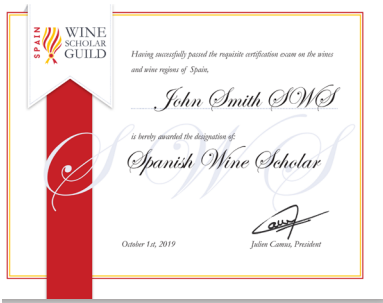 SPAIN
WINE
SCHOLAR
GUILD
Having successfully passed the requisite certification exam on the wines
and wine regions of Spain,
John Smith SWS
is hereby awarded the designation of:
Spanish Wine Scholar
SWS
October 1st, 2019
Julien Camus, President